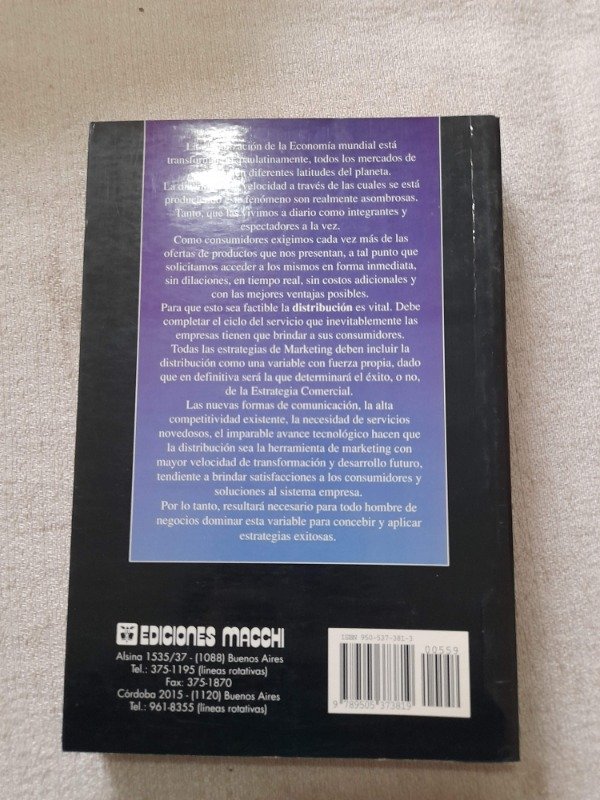 La          ización de la Economía mundial está
transforma     paulatinamente, todos los mercados de
     diferentes latitudes del planeta.
La       velocidad a través de las cuales se está
produciendo este fenómeno son realmente asombrosas.
Tanto, que las vivimos a diario como integrantes y
espectadores a la vez.
Como consumidores exigimos cada vez más de las
ofertas de productos que nos presentan, a tal punto que
solicitamos acceder a los mismos en forma inmediata,
sin dilaciones, en tiempo real, sin costos adicionales y
con las mejores ventajas posibles.
Para que esto sea factible la distribución es vital. Debe
completar el ciclo del servicio que inevitablemente las
empresas tienen que brindar a sus consumidores.
Todas las estrategias de Marketing deben incluir la
distribución como una variable con fuerza propia, dado
que en definitiva será la que determinará el éxito, o no,
de la Estrategia Comercial.
Las nuevas formas de comunicación, la alta
competitividad existente, la necesidad de servicios
novedosos, el imparable avance tecnológico hacen que
la distribución sea la herramienta de marketing con
mayor velocidad de transformación y desarrollo futuro,
tendiente a brindar satisfacciones a los consumidores y
soluciones al sistema empresa.
Por lo tanto, resultará necesario para todo hombre de
negocios dominar esta variable para concebir y aplicar
estrategias exitosas.
EDICIONES MACCHI
Alsina 1535/37 - (1088) Buenos Aires
Tel.: 375-1195 (líneas rotativas)
Fax: 375-1870
Córdoba 2015 - (1120) Buenos Aires
Tel.: 961-8355 (líneas rotativas)
ISBN 950-537-381-3
00559
9 789505 373819